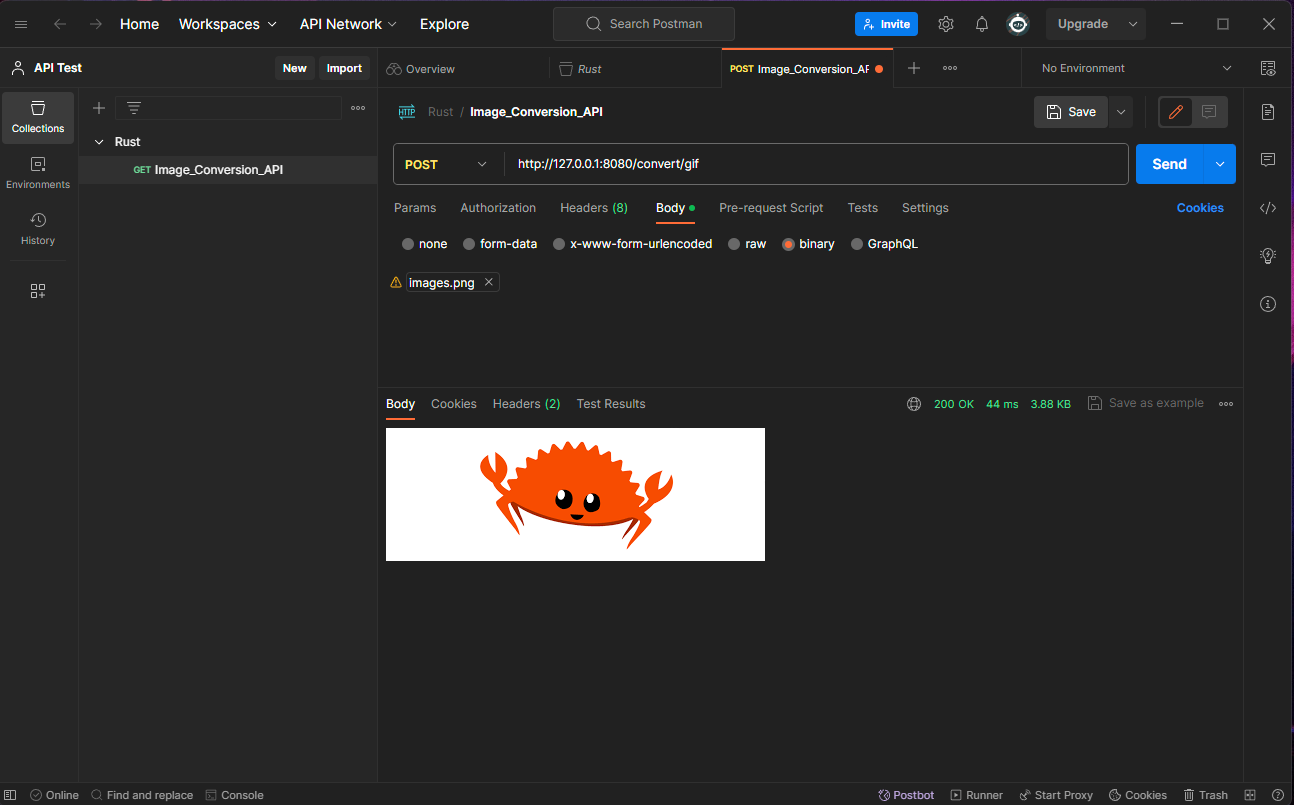 Home Workspaces API Network Explore Search Postman Invite Upgrade
API Test New Import Overview Rust POST Image_Conversion_AP No Environment
Collections
Environments
History
Rust
GET Image_Conversion_API
HTTP Rust / Image_Conversion_API Save
POST http://127.0.0.1:8080/convert/gif Send
Params Authorization Headers (8) Body Pre-request Script Tests Settings Cookies
none form-data x-www-form-urlencoded raw binary GraphQL
images.png
Body Cookies Headers (2) Test Results 200 OK 44 ms 3.88 KB Save as example
Online Find and replace Console Postbot Runner Start Proxy Cookies Trash